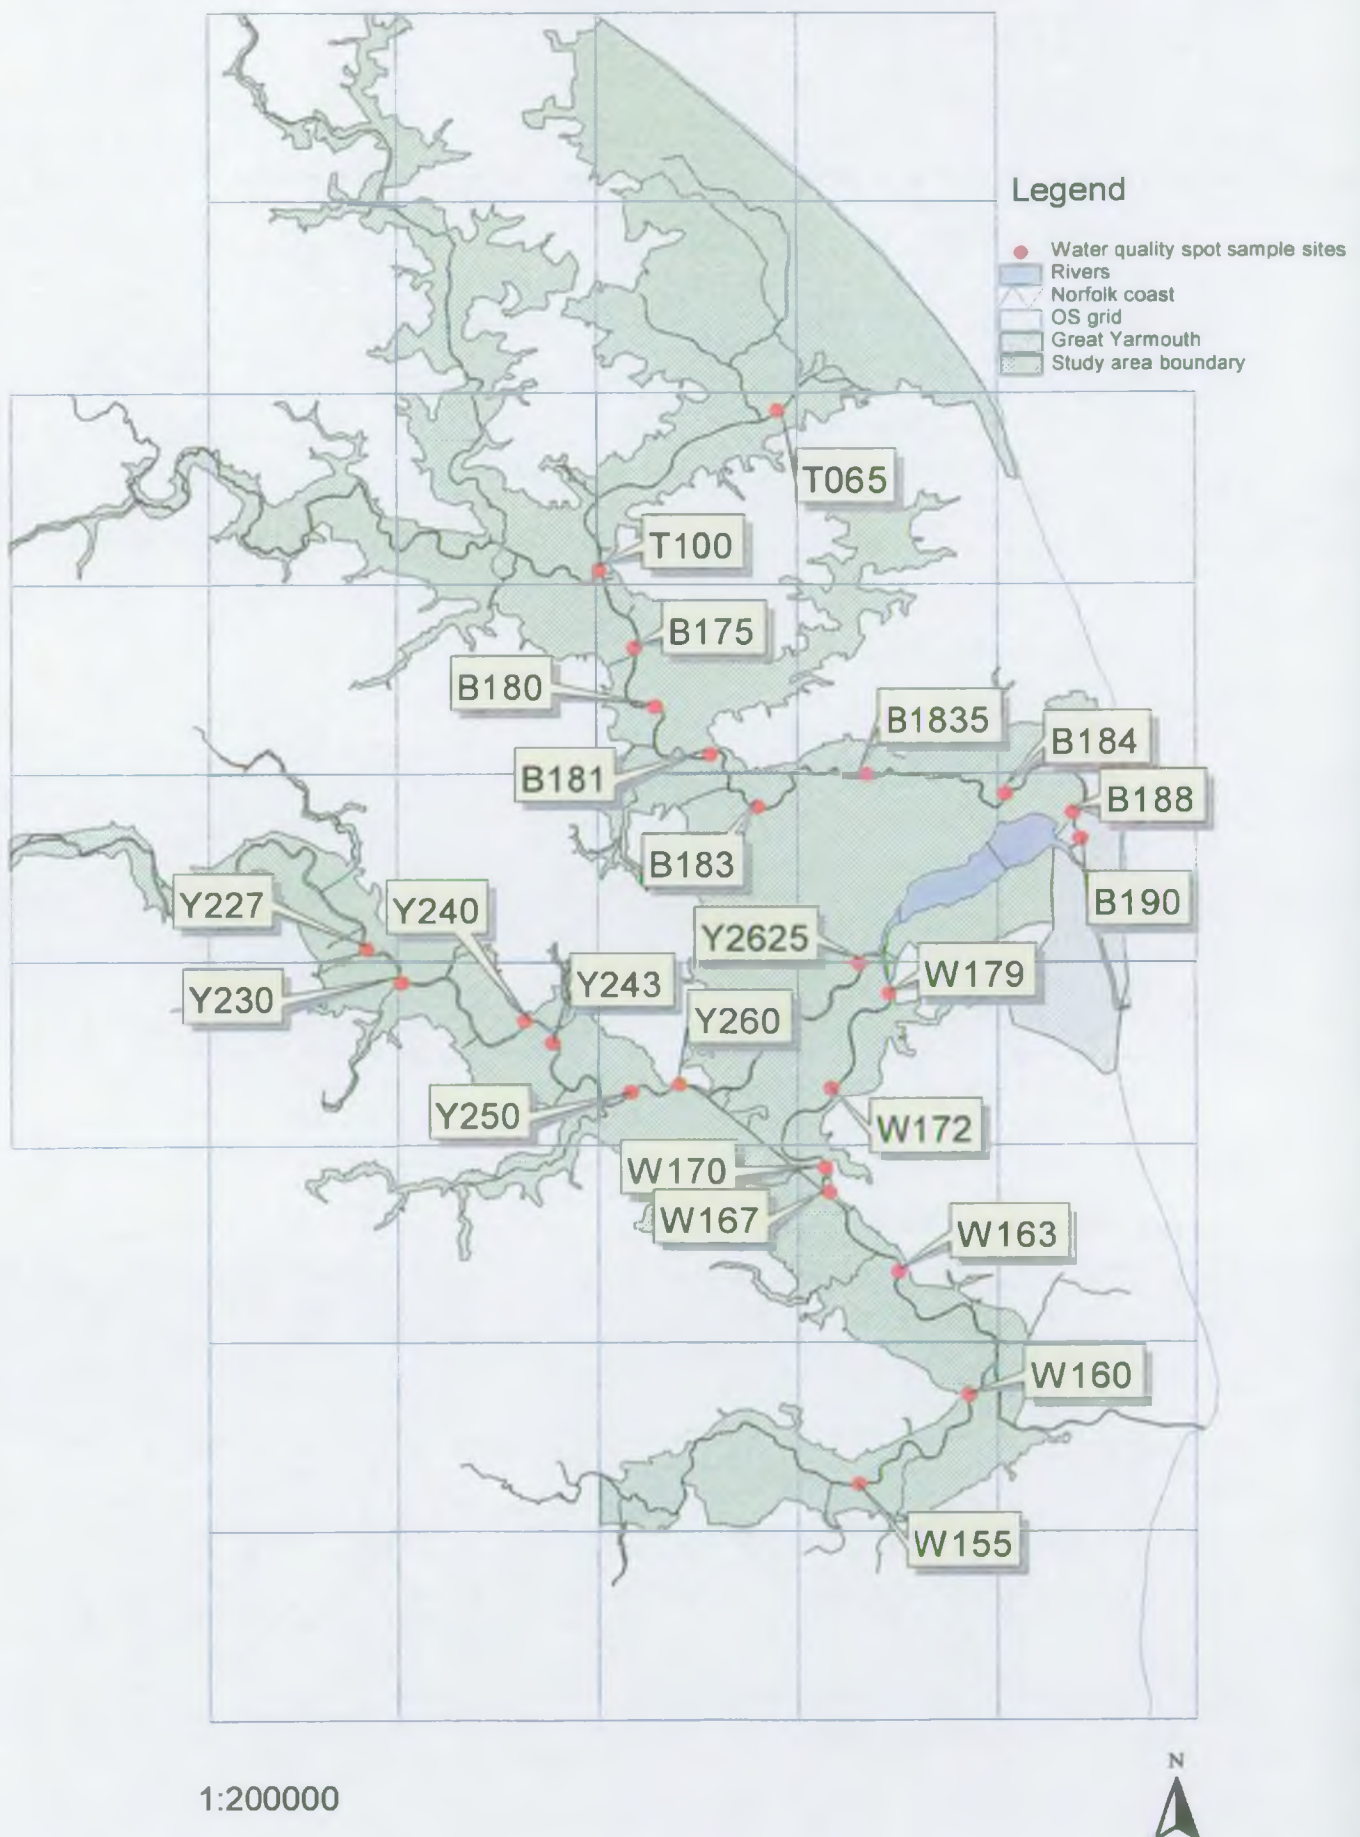 Legend
Water quality spot sample sites
Rivers
Norfolk coast
OS grid
Great Yarmouth
Study area boundary
T065
T100
B175
B180
B1835
B184
B181
B188
B183
B190
Y227
Y240
Y2625
W179
Y243
Y230
Y260
Y250
W172
W170
W167
W163
W160
W155
N
1:200000